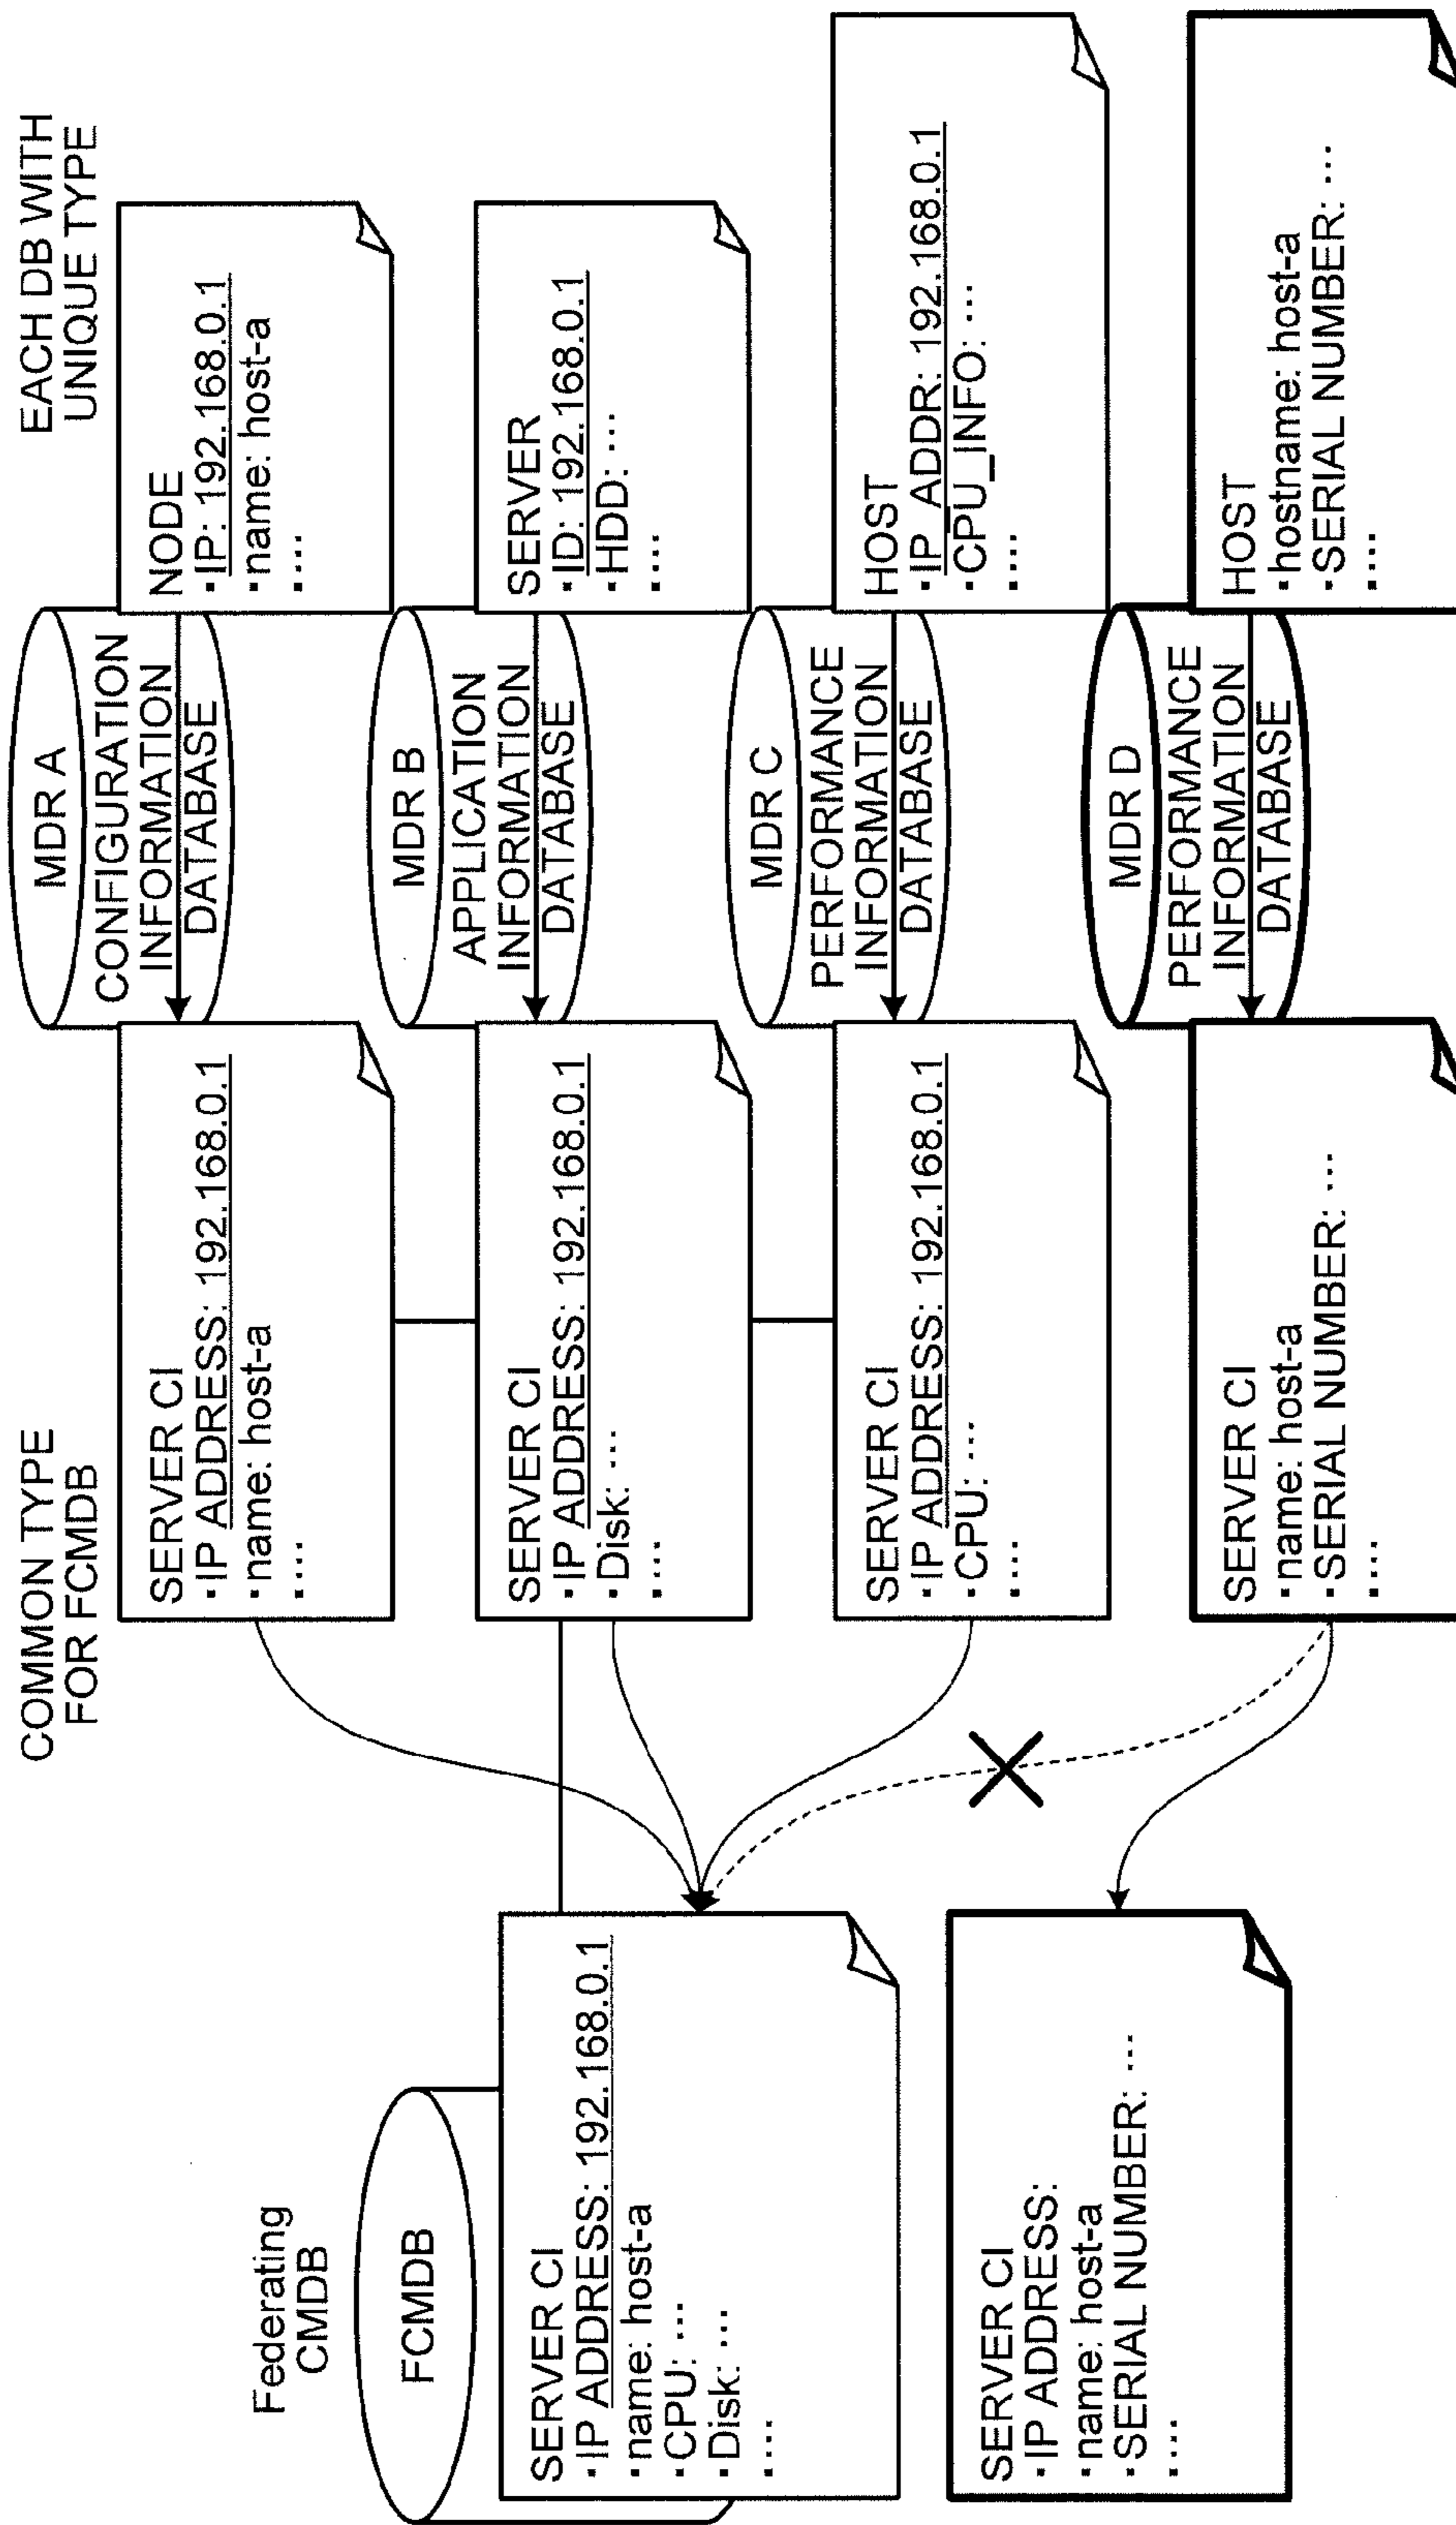 Federating
CMDB
FCMDB
SERVER CI
・IP ADDRESS: 192.168.0.1
・name: host-a
・CPU: ...
・Disk: ...
・...
SERVER CI
・IP ADDRESS:
・name: host-a
・SERIAL NUMBER: ...
・...
COMMON TYPE
FOR FCMDB
SERVER CI
・IP ADDRESS: 192.168.0.1
・name: host-a
・...
SERVER CI
・IP ADDRESS: 192.168.0.1
・Disk: ...
・...
SERVER CI
・IP ADDRESS: 192.168.0.1
・CPU: ...
・...
SERVER CI
・name: host-a
・SERIAL NUMBER: ...
・...
MDR A
CONFIGURATION
INFORMATION
DATABASE
MDR B
APPLICATION
INFORMATION
DATABASE
MDR C
PERFORMANCE
INFORMATION
DATABASE
MDR D
PERFORMANCE
INFORMATION
DATABASE
EACH DB WITH
UNIQUE TYPE
NODE
・IP: 192.168.0.1
・name: host-a
・...
SERVER
・ID: 192.168.0.1
・HDD: ...
・...
HOST
・IP_ADDR: 192.168.0.1
・CPU_INFO: ...
・...
HOST
・hostname: host-a
・SERIAL NUMBER: ...
・...